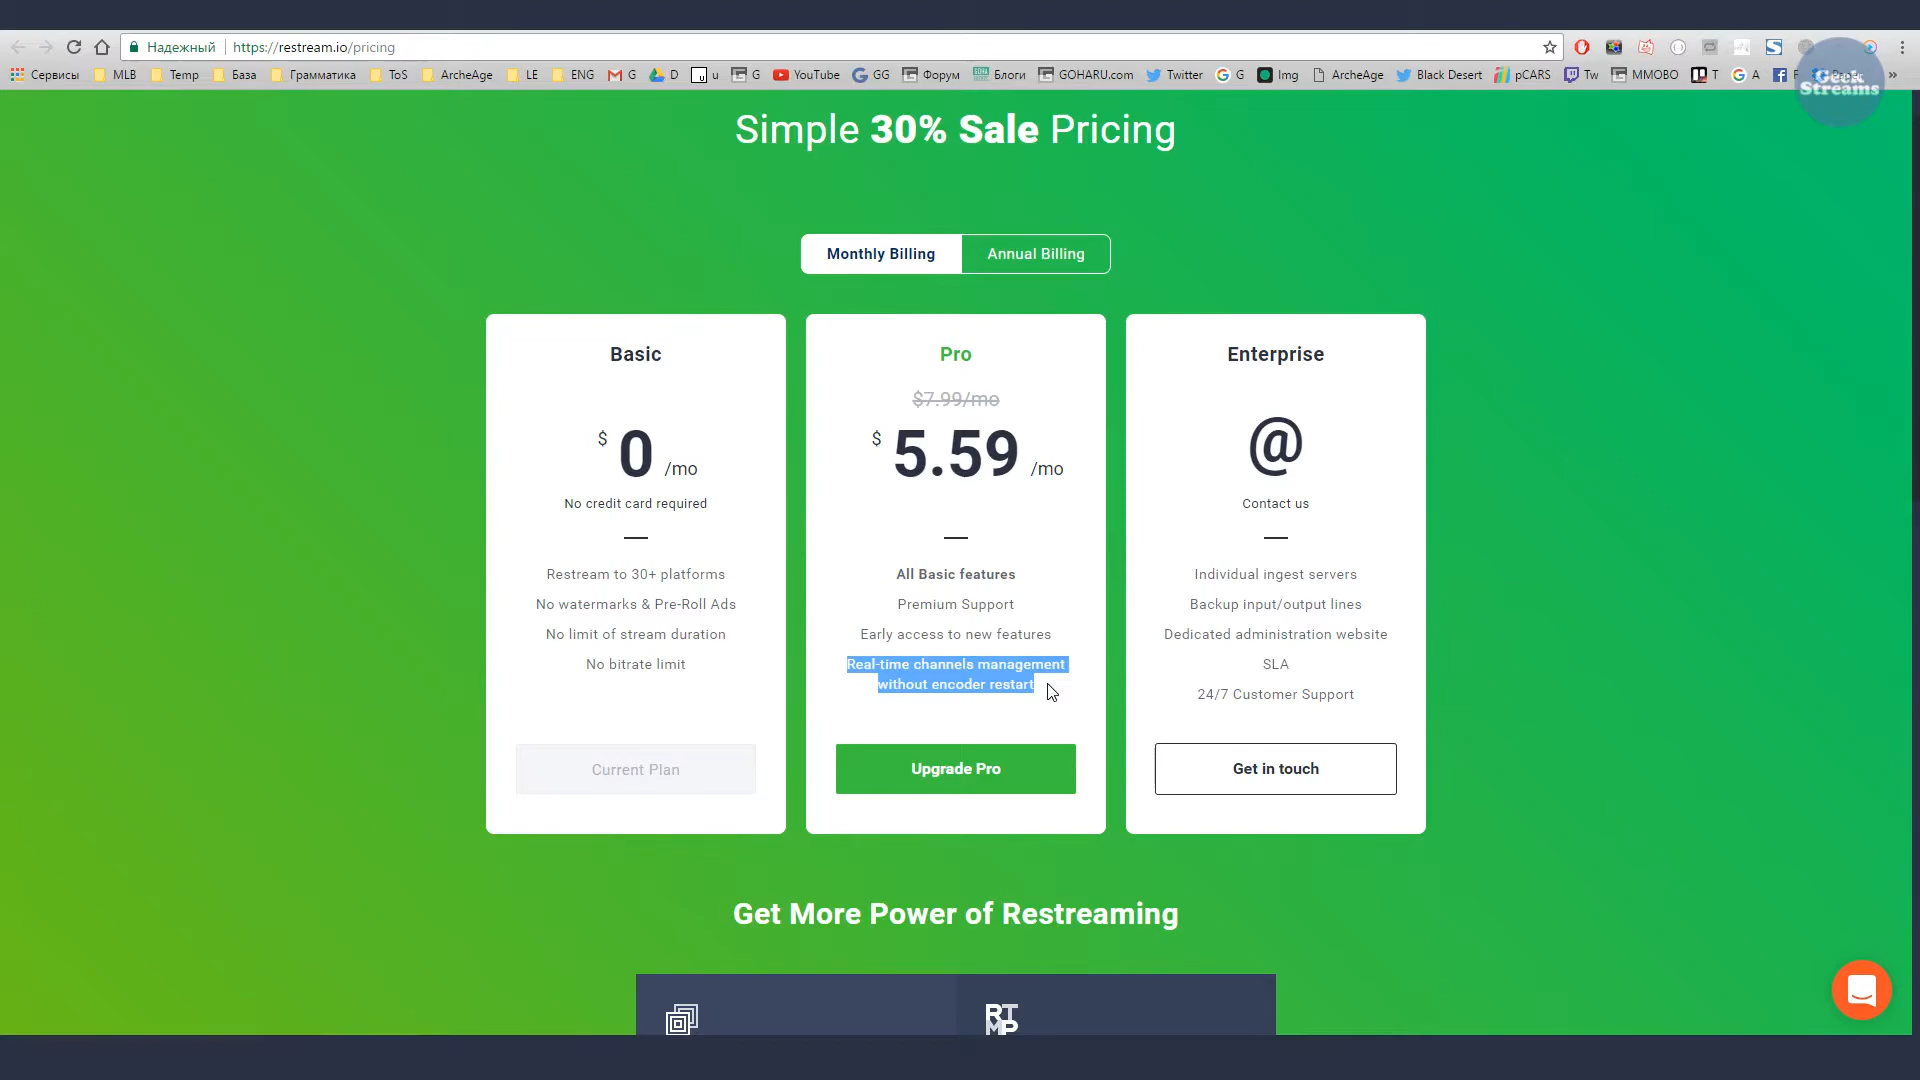 Надежный https://restream.io/pricing
Сервисы MLB Temp База Грамматика ToS ArcheAge LE ENG G D u G YouTube GG Форум Блоги GOHARU.com Twitter G Img ArcheAge Black Desert pCARS Tw MMOBO T A »
Geek
Streams
Simple 30% Sale Pricing
Monthly Billing Annual Billing
Basic
$ 0 /mo
No credit card required
Restream to 30+ platforms
No watermarks & Pre-Roll Ads
No limit of stream duration
No bitrate limit
Current Plan
Pro
$7.99/mo
$ 5.59 /mo
All Basic features
Premium Support
Early access to new features
Real-time channels management
without encoder restart
Upgrade Pro
Enterprise
@
Contact us
Individual ingest servers
Backup input/output lines
Dedicated administration website
SLA
24/7 Customer Support
Get in touch
Get More Power of Restreaming
RT
MP